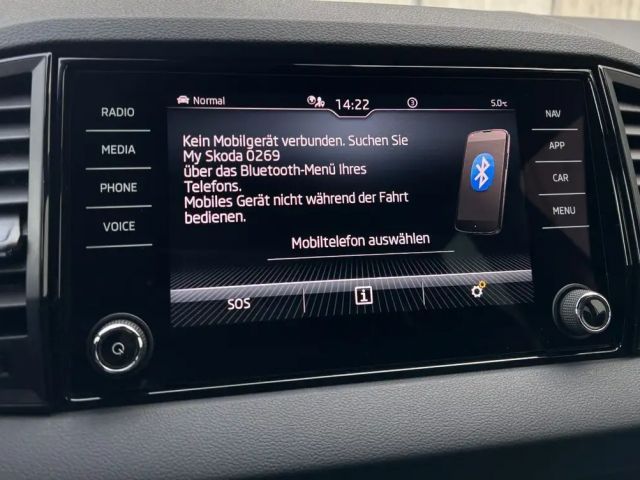 Normal
14:22
3
5.0°C
RADIO
MEDIA
PHONE
VOICE
Kein Mobilgerät verbunden. Suchen Sie
My Skoda 0269
über das Bluetooth-Menü Ihres
Telefons.
Mobiles Gerät nicht während der Fahrt
bedienen.
Mobiltelefon auswählen
SOS
i
NAV
APP
CAR
MENU